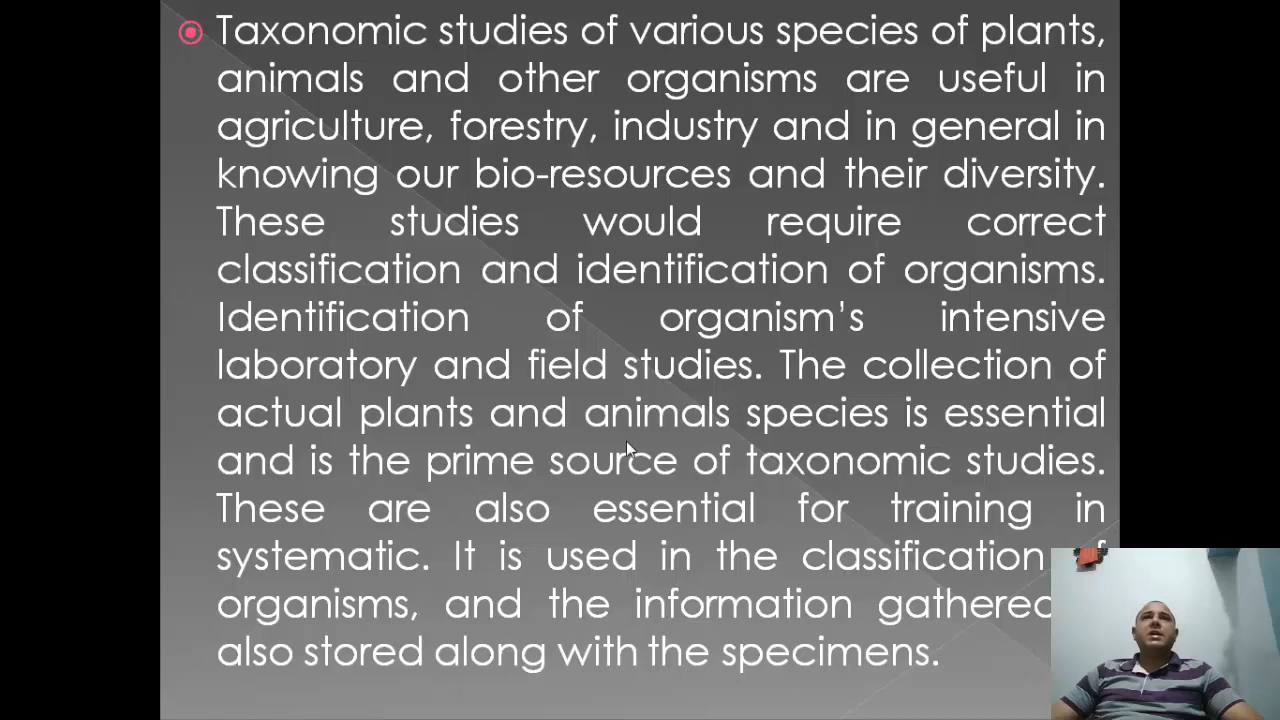 Taxonomic studies of various species of plants,
animals and other organisms are useful in
agriculture, forestry, industry and in general in
knowing our bio-resources and their diversity.
These studies would require correct
classification and identification of organisms.
Identification of organism's intensive
laboratory and field studies. The collection of
actual plants and animals species is essential
and is the prime source of taxonomic studies.
These are also essential for training in
systematic. It is used in the classification
organisms, and the information gathered
also stored along with the specimens.